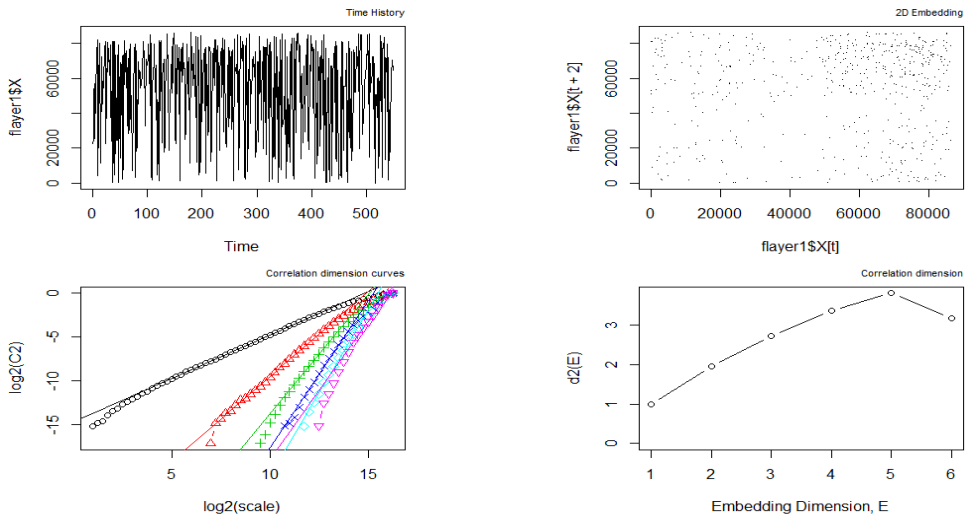 Time History
flayer1$X
0 20000 60000
0 100 200 300 400 500
Time
2D Embedding
flayer1$X[t + 2]
0 20000 60000
0 20000 40000 60000 80000
flayer1$X[t]
Correlation dimension curves
log2(C2)
-15 -10 -5 0
5 10 15
log2(scale)
Correlation dimension
d2(E)
0 1 2 3
1 2 3 4 5 6
Embedding Dimension, E